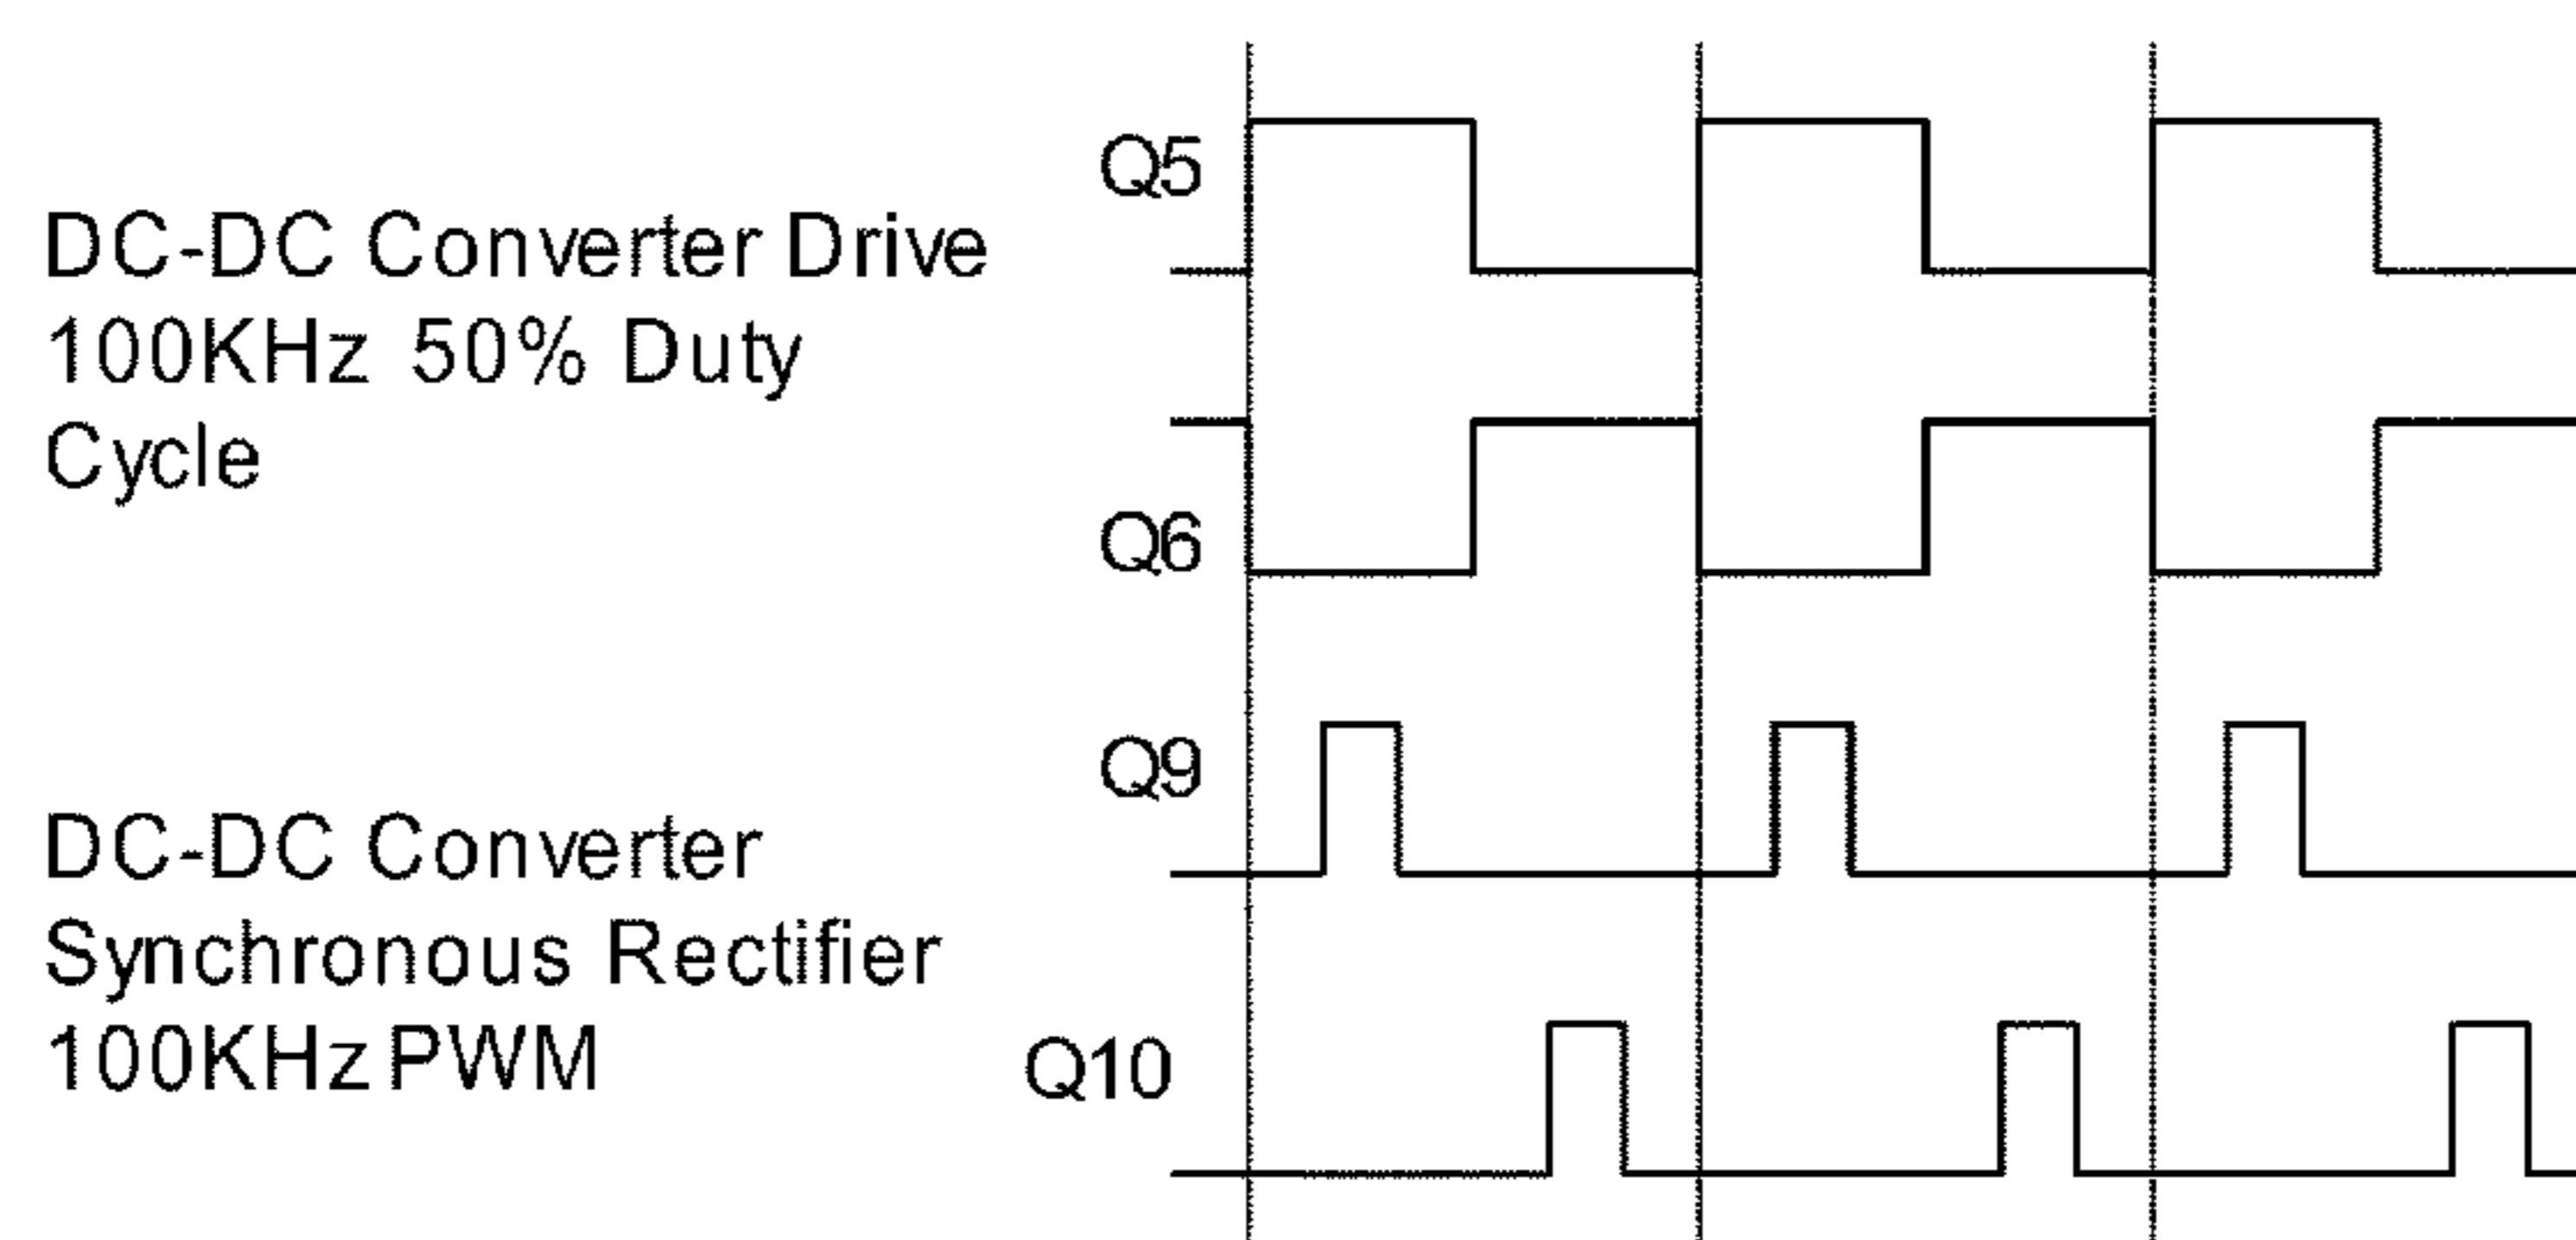 DC-DC Converter Drive
100KHz 50% Duty
Cycle
Q5
Q6
DC-DC Converter
Synchronous Rectifier
100KHz PWM
Q9
Q10